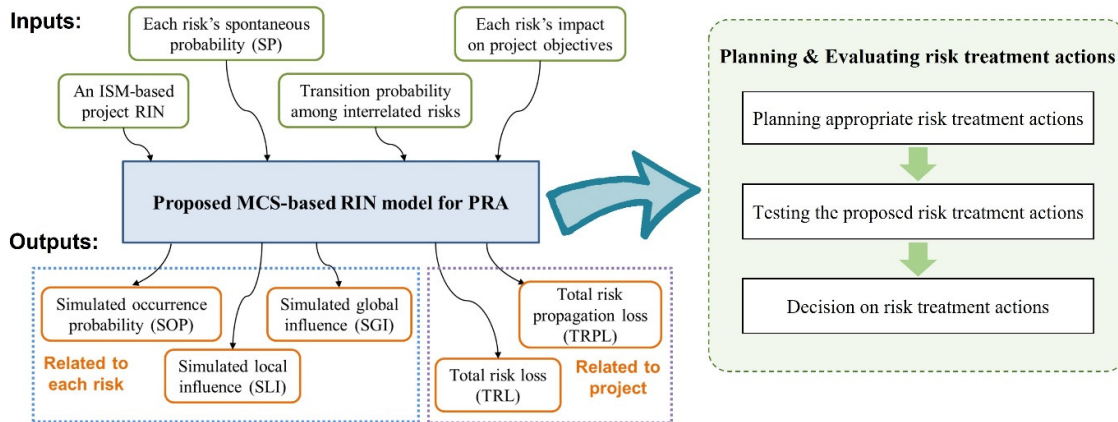 Inputs:
Each risk's spontaneous
probability (SP)
Each risk's impact
on project objectives
An ISM-based
project RIN
Transition probability
among interrelated risks
Proposed MCS-based RIN model for PRA
Outputs:
Simulated occurrence
probability (SOP)
Simulated global
influence (SGI)
Simulated local
influence (SLI)
Related to
each risk
Total risk
propagation loss
(TRPL)
Total risk loss
(TRL)
Related to
project
Planning & Evaluating risk treatment actions
Planning appropriate risk treatment actions
Testing the proposed risk treatment actions
Decision on risk treatment actions